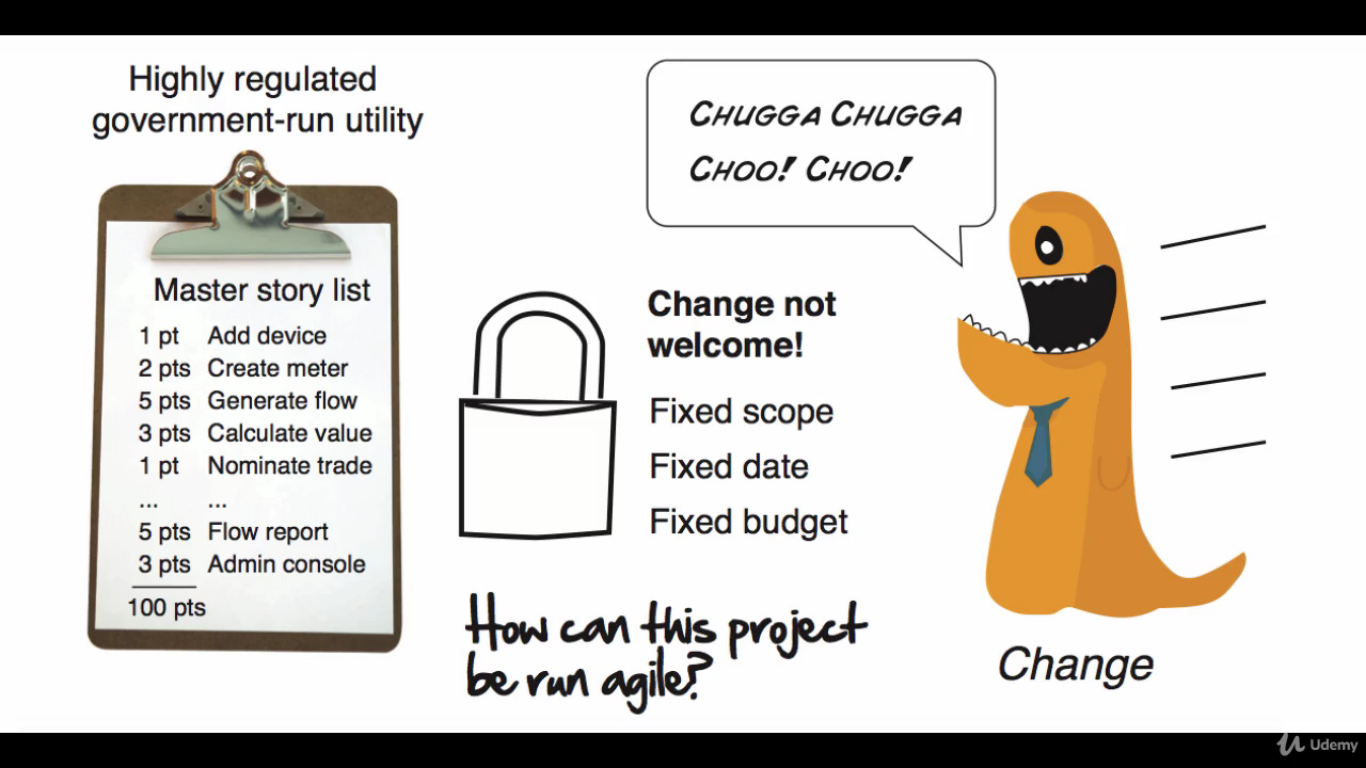 Highly regulated
government-run utility
Master story list
1 pt Add device
2 pts Create meter
5 pts Generate flow
3 pts Calculate value
1 pt Nominate trade
... ...
5 pts Flow report
3 pts Admin console
100 pts
CHUGGA CHUGGA
CHOO! CHOO!
Change not
welcome!
Fixed scope
Fixed date
Fixed budget
How can this project
be run agile?
Change
Udemy